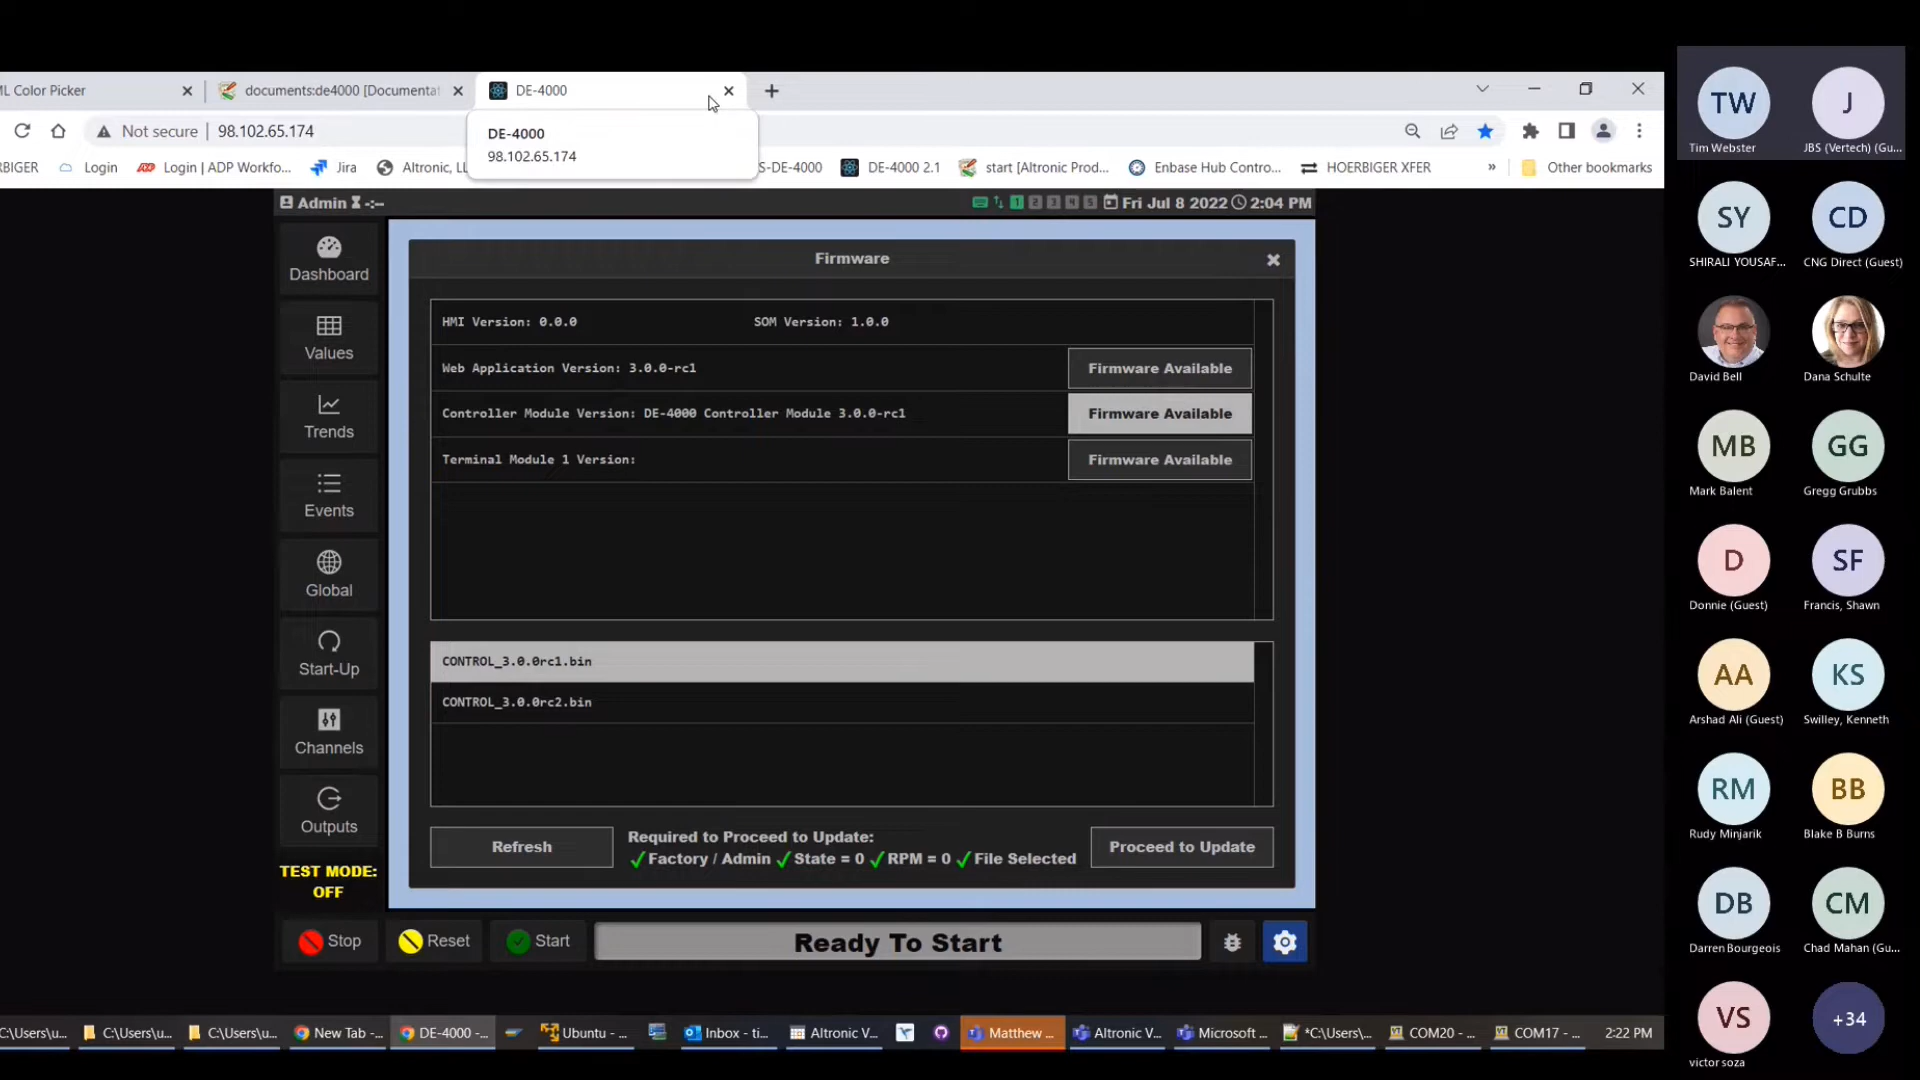 L Color Picker
documents:de4000 [Documenta
DE-4000
Not secure
98.102.65.174
DE-4000
98.102.65.174
RBIGER
Login
Login | ADP Workfo...
Jira
Altronic, LL
S-DE-4000
DE-4000 2.1
start [Altronic Prod...
Enbase Hub Contro...
HOERBIGER XFER
»
Other bookmarks
Admin -:--
1 2 3 4 5 Fri Jul 8 2022 2:04 PM
Dashboard
Values
Trends
Events
Global
Start-Up
Channels
Outputs
TEST MODE:
OFF
Firmware
HMI Version: 0.0.0 SOM Version: 1.0.0
Web Application Version: 3.0.0-rc1 Firmware Available
Controller Module Version: DE-4000 Controller Module 3.0.0-rc1 Firmware Available
Terminal Module 1 Version: Firmware Available
CONTROL_3.0.0rc1.bin
CONTROL_3.0.0rc2.bin
Refresh
Required to Proceed to Update:
✓Factory / Admin ✓State = 0 ✓RPM = 0 ✓File Selected
Proceed to Update
Stop
Reset
Start
Ready To Start
C:\Users\u...
C:\Users\u...
C:\Users\u...
New Tab -...
DE-4000 -...
Ubuntu - ...
Inbox - ti...
Altronic V...
Matthew ...
Altronic V...
Microsoft ...
*C:\Users\...
COM20 - ...
COM17 - ...
2:22 PM
TW
Tim Webster
J
JBS (Vertech) (Gu...
SY
SHIRALI YOUSAF...
CD
CNG Direct (Guest)
David Bell
Dana Schulte
MB
Mark Balent
GG
Gregg Grubbs
D
Donnie (Guest)
SF
Francis, Shawn
AA
Arshad Ali (Guest)
KS
Swilley, Kenneth
RM
Rudy Minjarik
BB
Blake B Burns
DB
Darren Bourgeois
CM
Chad Mahan (Gu...
VS
victor soza
+34